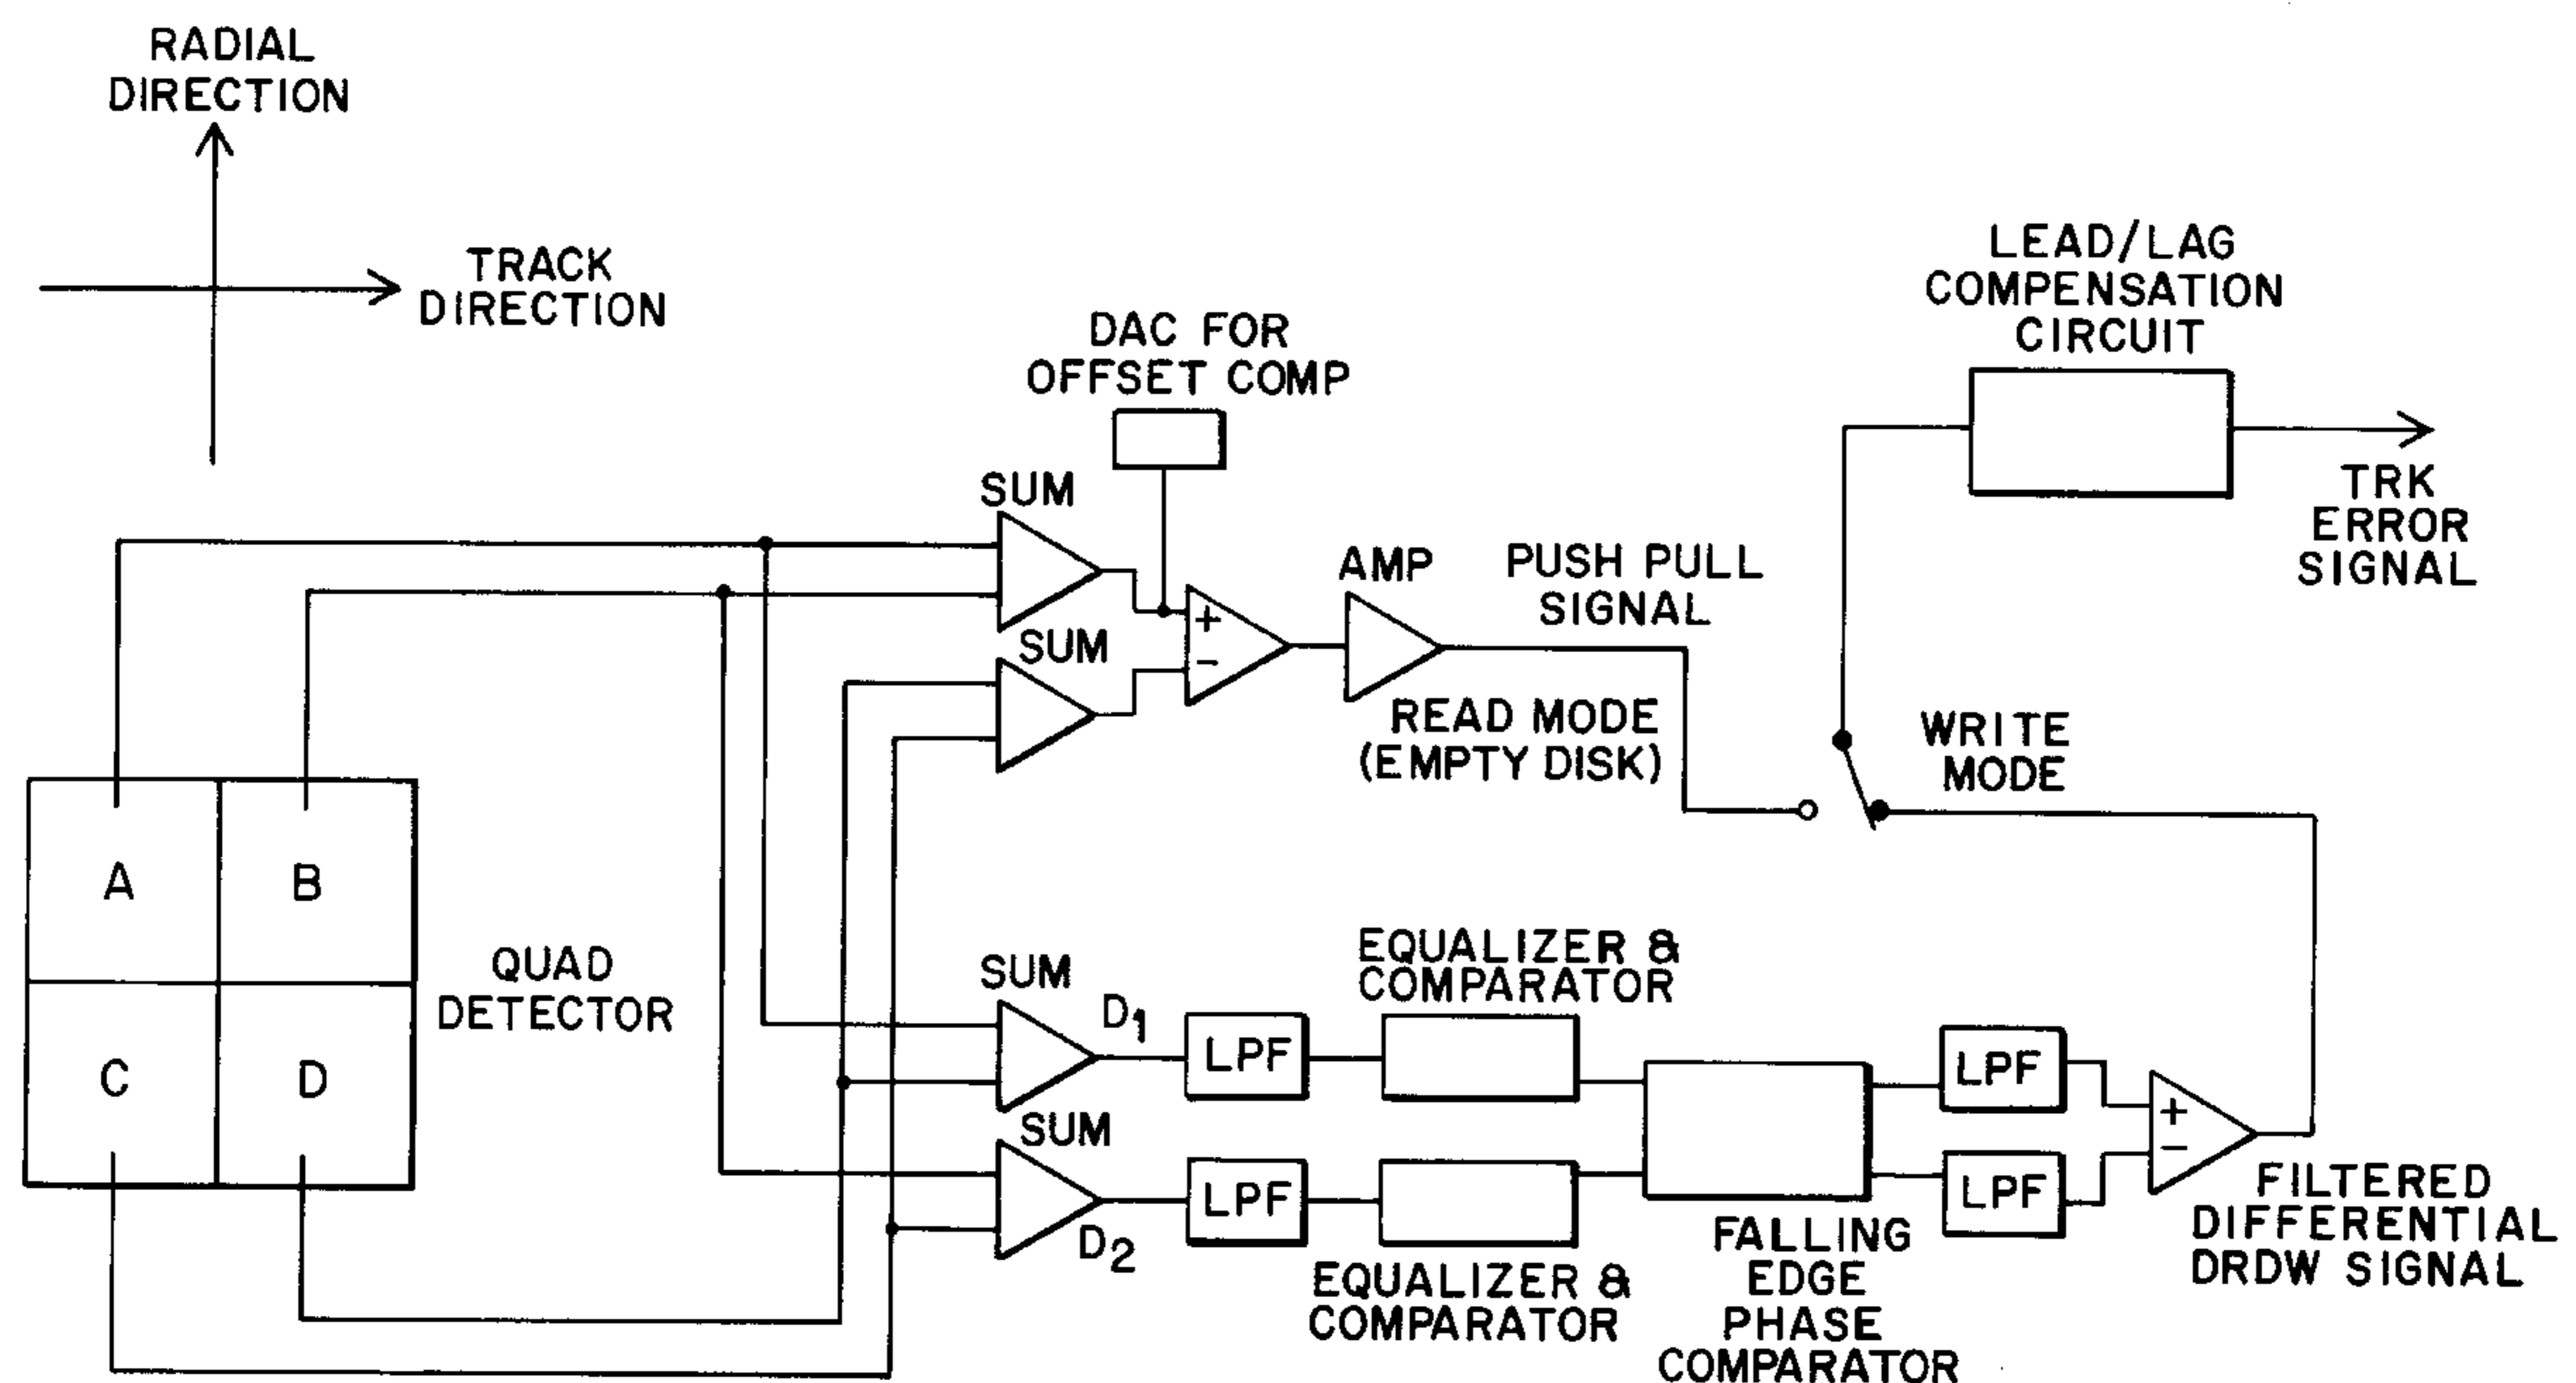 RADIAL
DIRECTION
TRACK
DIRECTION
LEAD/LAG
COMPENSATION
CIRCUIT
DAC FOR
OFFSET COMP
TRK
ERROR
SIGNAL
SUM
SUM
+
−
AMP
PUSH PULL
SIGNAL
READ MODE
(EMPTY DISK)
WRITE
MODE
A
B
C
D
QUAD
DETECTOR
SUM
D1
LPF
EQUALIZER &
COMPARATOR
SUM
D2
LPF
EQUALIZER &
COMPARATOR
FALLING
EDGE
PHASE
COMPARATOR
LPF
LPF
+
−
FILTERED
DIFFERENTIAL
DRDW SIGNAL